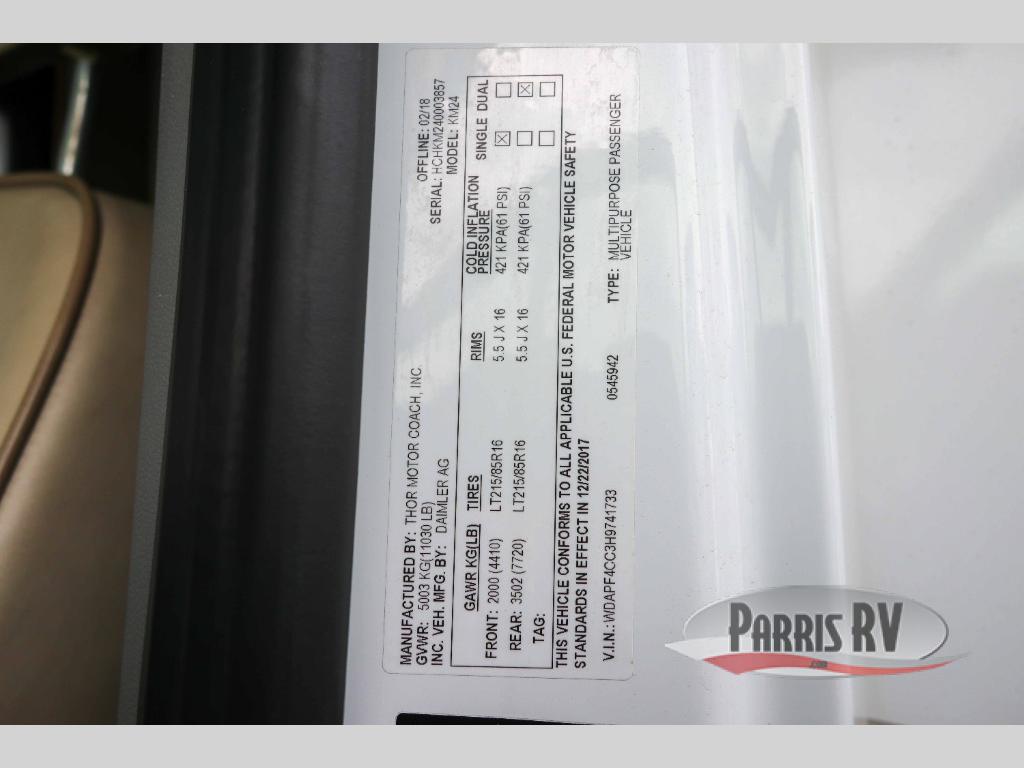 MANUFACTURED BY: THOR MOTOR COACH, INC. OFFLINE: 02/18
GVWR: 5003 KG(11030 LB) SERIAL: HCHKM240003857
INC. VEH. MFG. BY: DAIMLER AG MODEL: KM24
GAWR KG(LB) TIRES RIMS COLD INFLATION PRESSURE SINGLE DUAL
FRONT: 2000 (4410) LT215/85R16 5.5 J X 16 421 KPA(61 PSI) ☒ ☐
REAR: 3502 (7720) LT215/85R16 5.5 J X 16 421 KPA(61 PSI) ☐ ☒
TAG: ☐ ☐
THIS VEHICLE CONFORMS TO ALL APPLICABLE U.S. FEDERAL MOTOR VEHICLE SAFETY
STANDARDS IN EFFECT IN 12/22/2017
V.I.N.: WDAPF4CC3H9741733 0545942 TYPE: MULTIPURPOSE PASSENGER
VEHICLE
PARRIS RV
.com